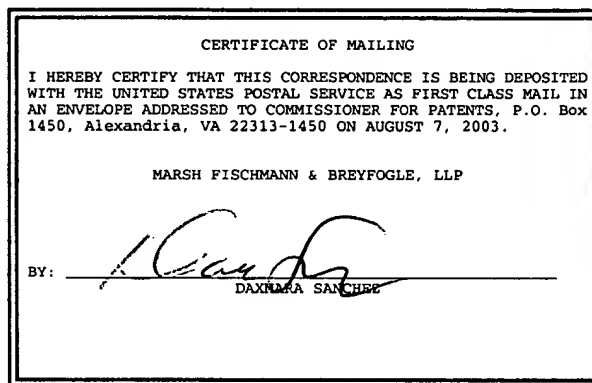 CERTIFICATE OF MAILING
I HEREBY CERTIFY THAT THIS CORRESPONDENCE IS BEING DEPOSITED
WITH THE UNITED STATES POSTAL SERVICE AS FIRST CLASS MAIL IN
AN ENVELOPE ADDRESSED TO COMMISSIONER FOR PATENTS, P.O. Box
1450, Alexandria, VA 22313-1450 ON AUGUST 7, 2003.
MARSH FISCHMANN & BREYFOGLE, LLP
BY:
DAXMARA SANCHEZ